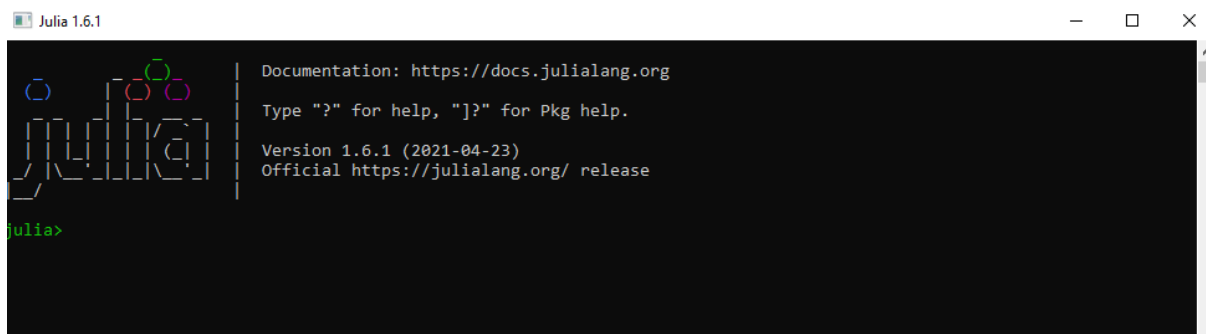 Julia 1.6.1
Documentation: https://docs.julialang.org
Type "?" for help, "]?" for Pkg help.
Version 1.6.1 (2021-04-23)
Official https://julialang.org/ release
julia
julia>